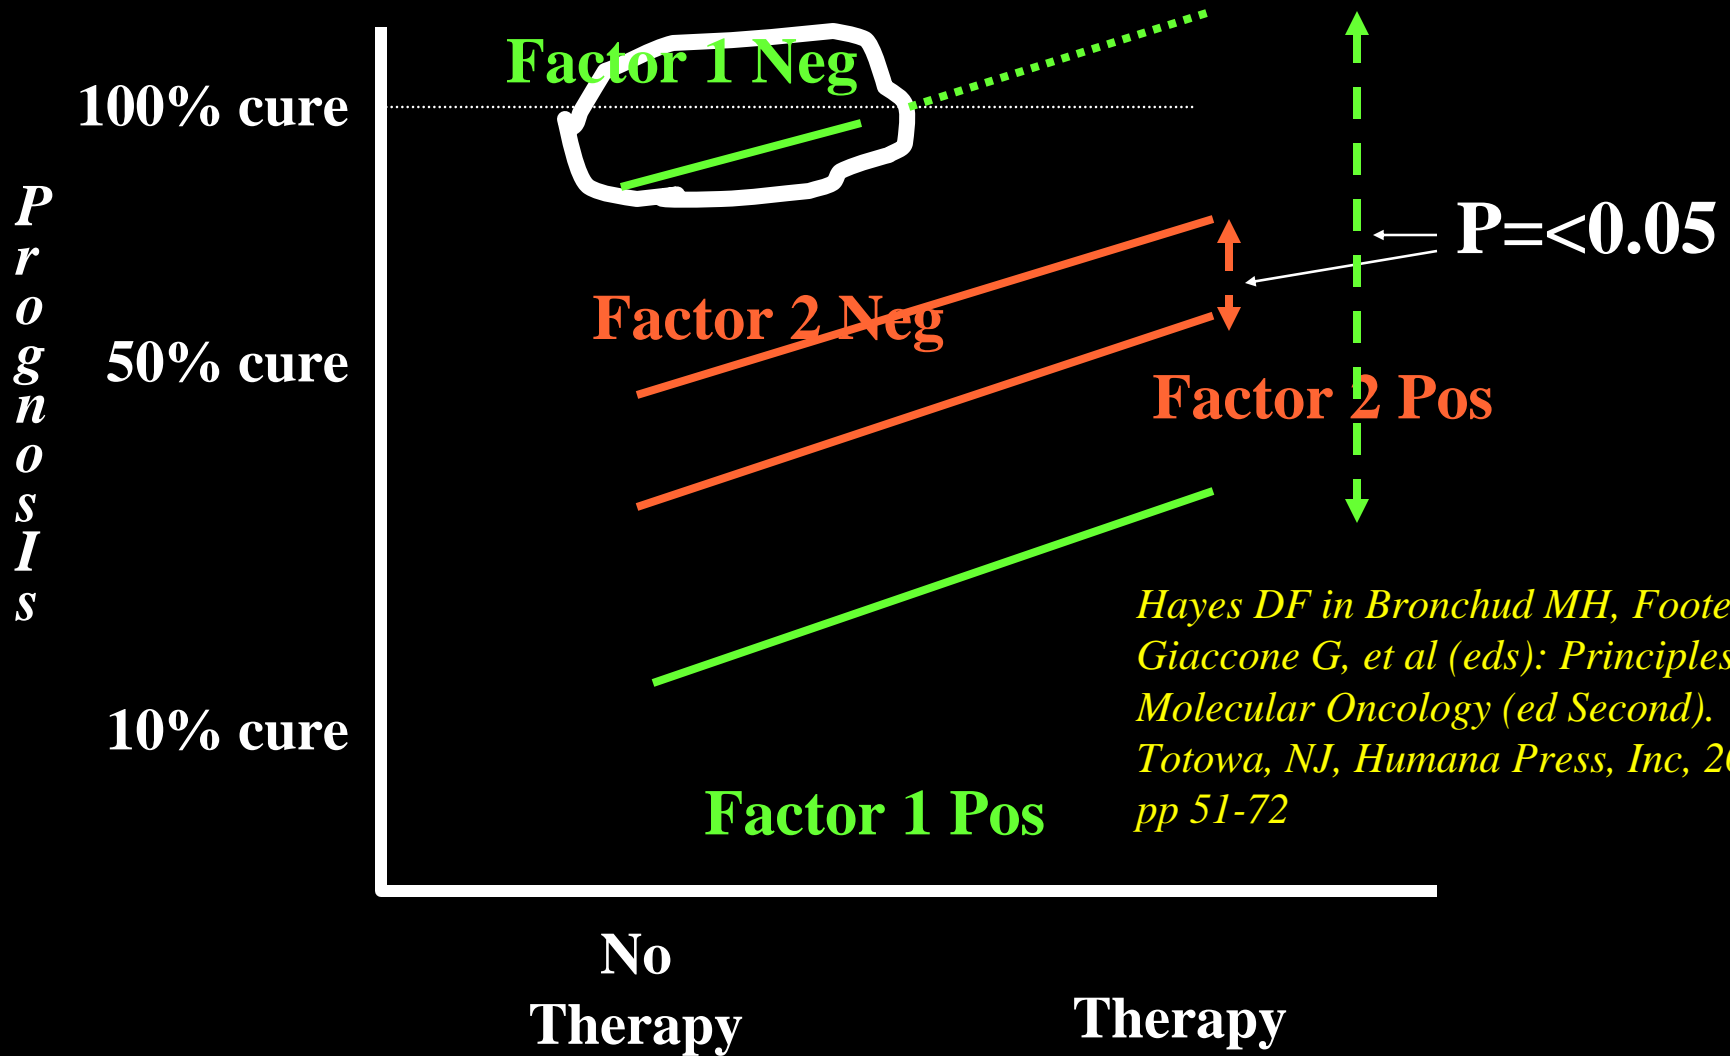 Factor 1 Neg
100% cure
PrognosIs
P=<0.05
Factor 2 Neg
50% cure
Factor 2 Pos
Hayes DF in Bronchud MH, Foote
Giaccone G, et al (eds): Principles
Molecular Oncology (ed Second).
Totowa, NJ, Humana Press, Inc,
pp 51-72
10% cure
Factor 1 Pos
No
Therapy
Therapy